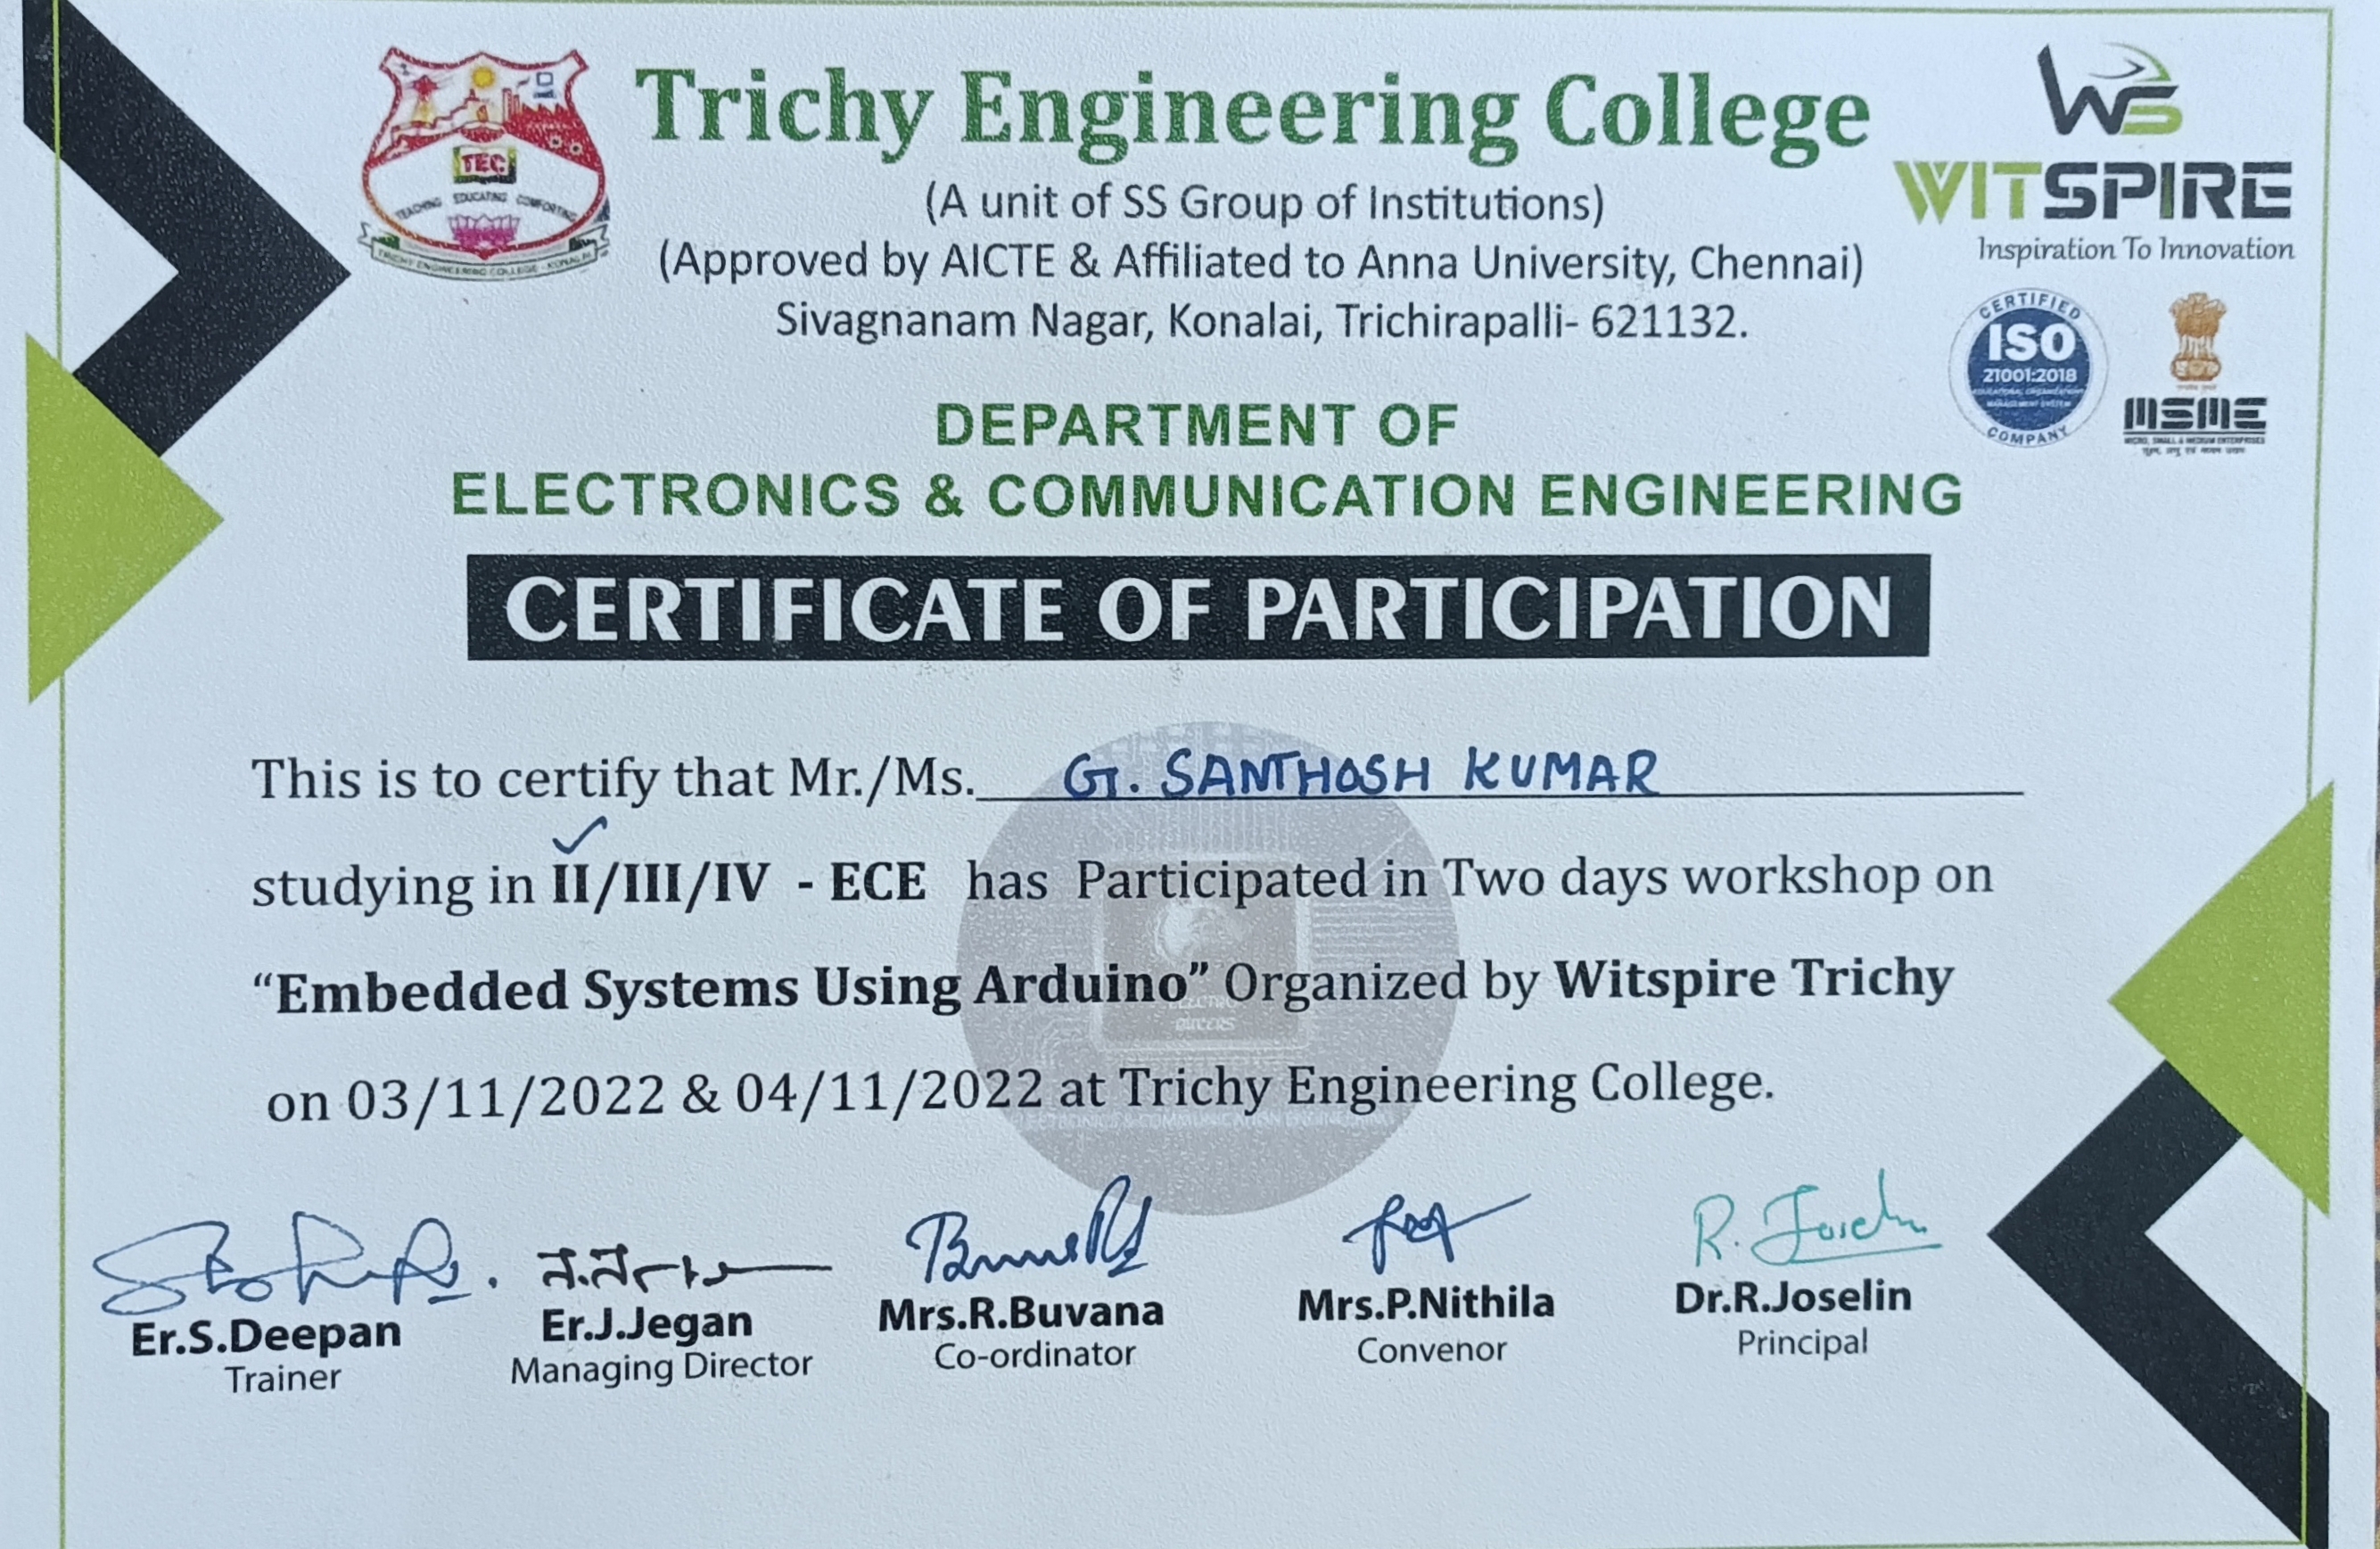 Trichy Engineering College
(A unit of SS Group of Institutions)
(Approved by AICTE & Affiliated to Anna University, Chennai)
Sivagnanam Nagar, Konalai, Trichirapalli- 621132.
TEC
TEACHING EDUCATING COMFORTING
TRICHY ENGINEERING COLLEGE - KONALAI
WS
WITSPIRE
Inspiration To Innovation
CERTIFIED
ISO
21001:2018
COMPANY
MSME
MICRO, SMALL & MEDIUM ENTERPRISES
DEPARTMENT OF
ELECTRONICS & COMMUNICATION ENGINEERING
CERTIFICATE OF PARTICIPATION
This is to certify that Mr./Ms. G. SANTHOSH KUMAR
studying in II/III/IV - ECE has Participated in Two days workshop on
“Embedded Systems Using Arduino” Organized by Witspire Trichy
on 03/11/2022 & 04/11/2022 at Trichy Engineering College.
R. Joselin
Er.S.Deepan Er.J.Jegan Mrs.R.Buvana Mrs.P.Nithila Dr.R.Joselin
Trainer Managing Director Co-ordinator Convenor Principal